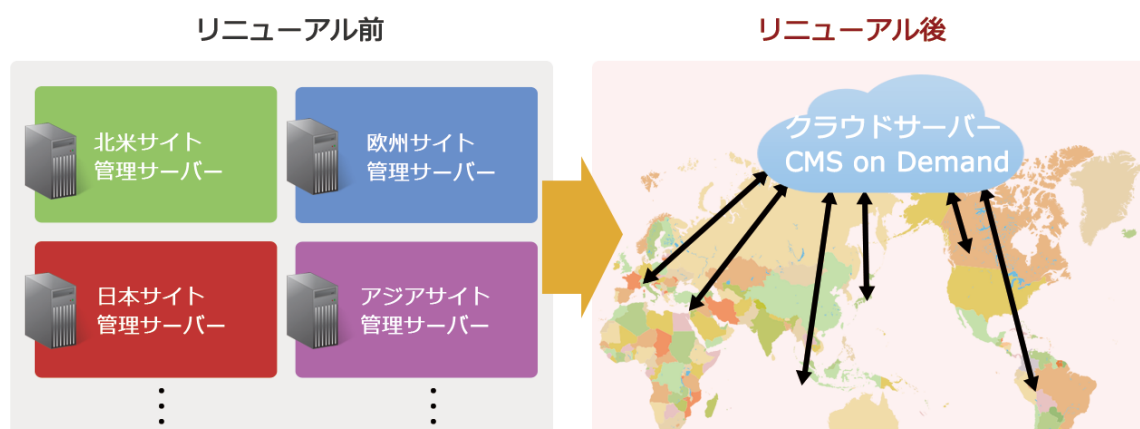 リニューアル前
リニューアル後
北米サイト
管理サーバー
欧州サイト
管理サーバー
日本サイト
管理サーバー
アジアサイト
管理サーバー
クラウドサーバー
CMS on Demand